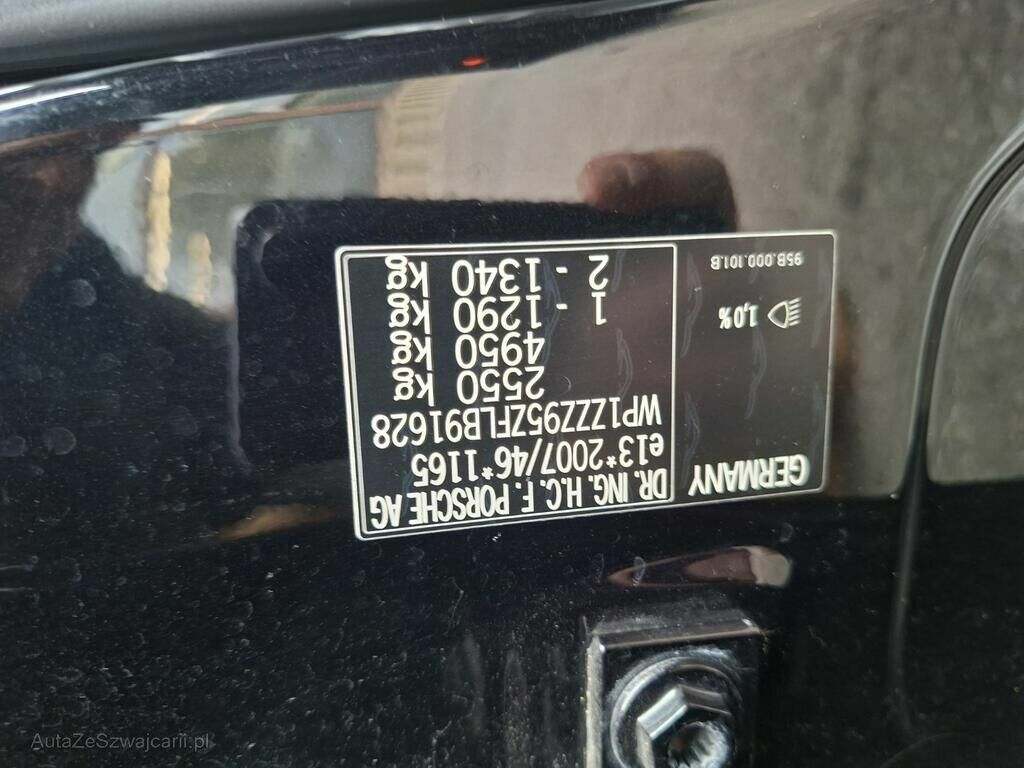 DR. ING. H.C. F. PORSCHE AG
e13*2007/46*1165
WP1ZZZ95ZFLB91628
2550 kg
4950 kg
1 - 1290 kg
2 - 1340 kg
GERMANY
1,0%
95B.000.101.B
AutaZeSzwajcarii.pl